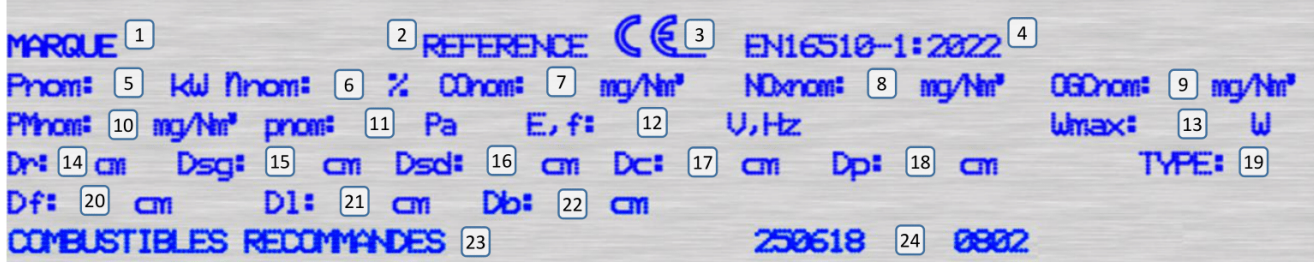 MARQUE 1 2 REFERENCE CE 3 EN16510-1:2022 4
Pnom: 5 kW ηnom: 6 % COnom: 7 mg/Nm³ NOxnom: 8 mg/Nm³ OGCnom: 9 mg/Nm³
PMnom: 10 mg/Nm³ pnom: 11 Pa E,f: 12 V,Hz Wmax: 13 W
Dr: 14 cm Dsg: 15 cm Dsd: 16 cm Dc: 17 cm Dp: 18 cm TYPE: 19
Df: 20 cm Dl: 21 cm Db: 22 cm
COMBUSTIBLES RECOMMANDES 23 250618 24 0802